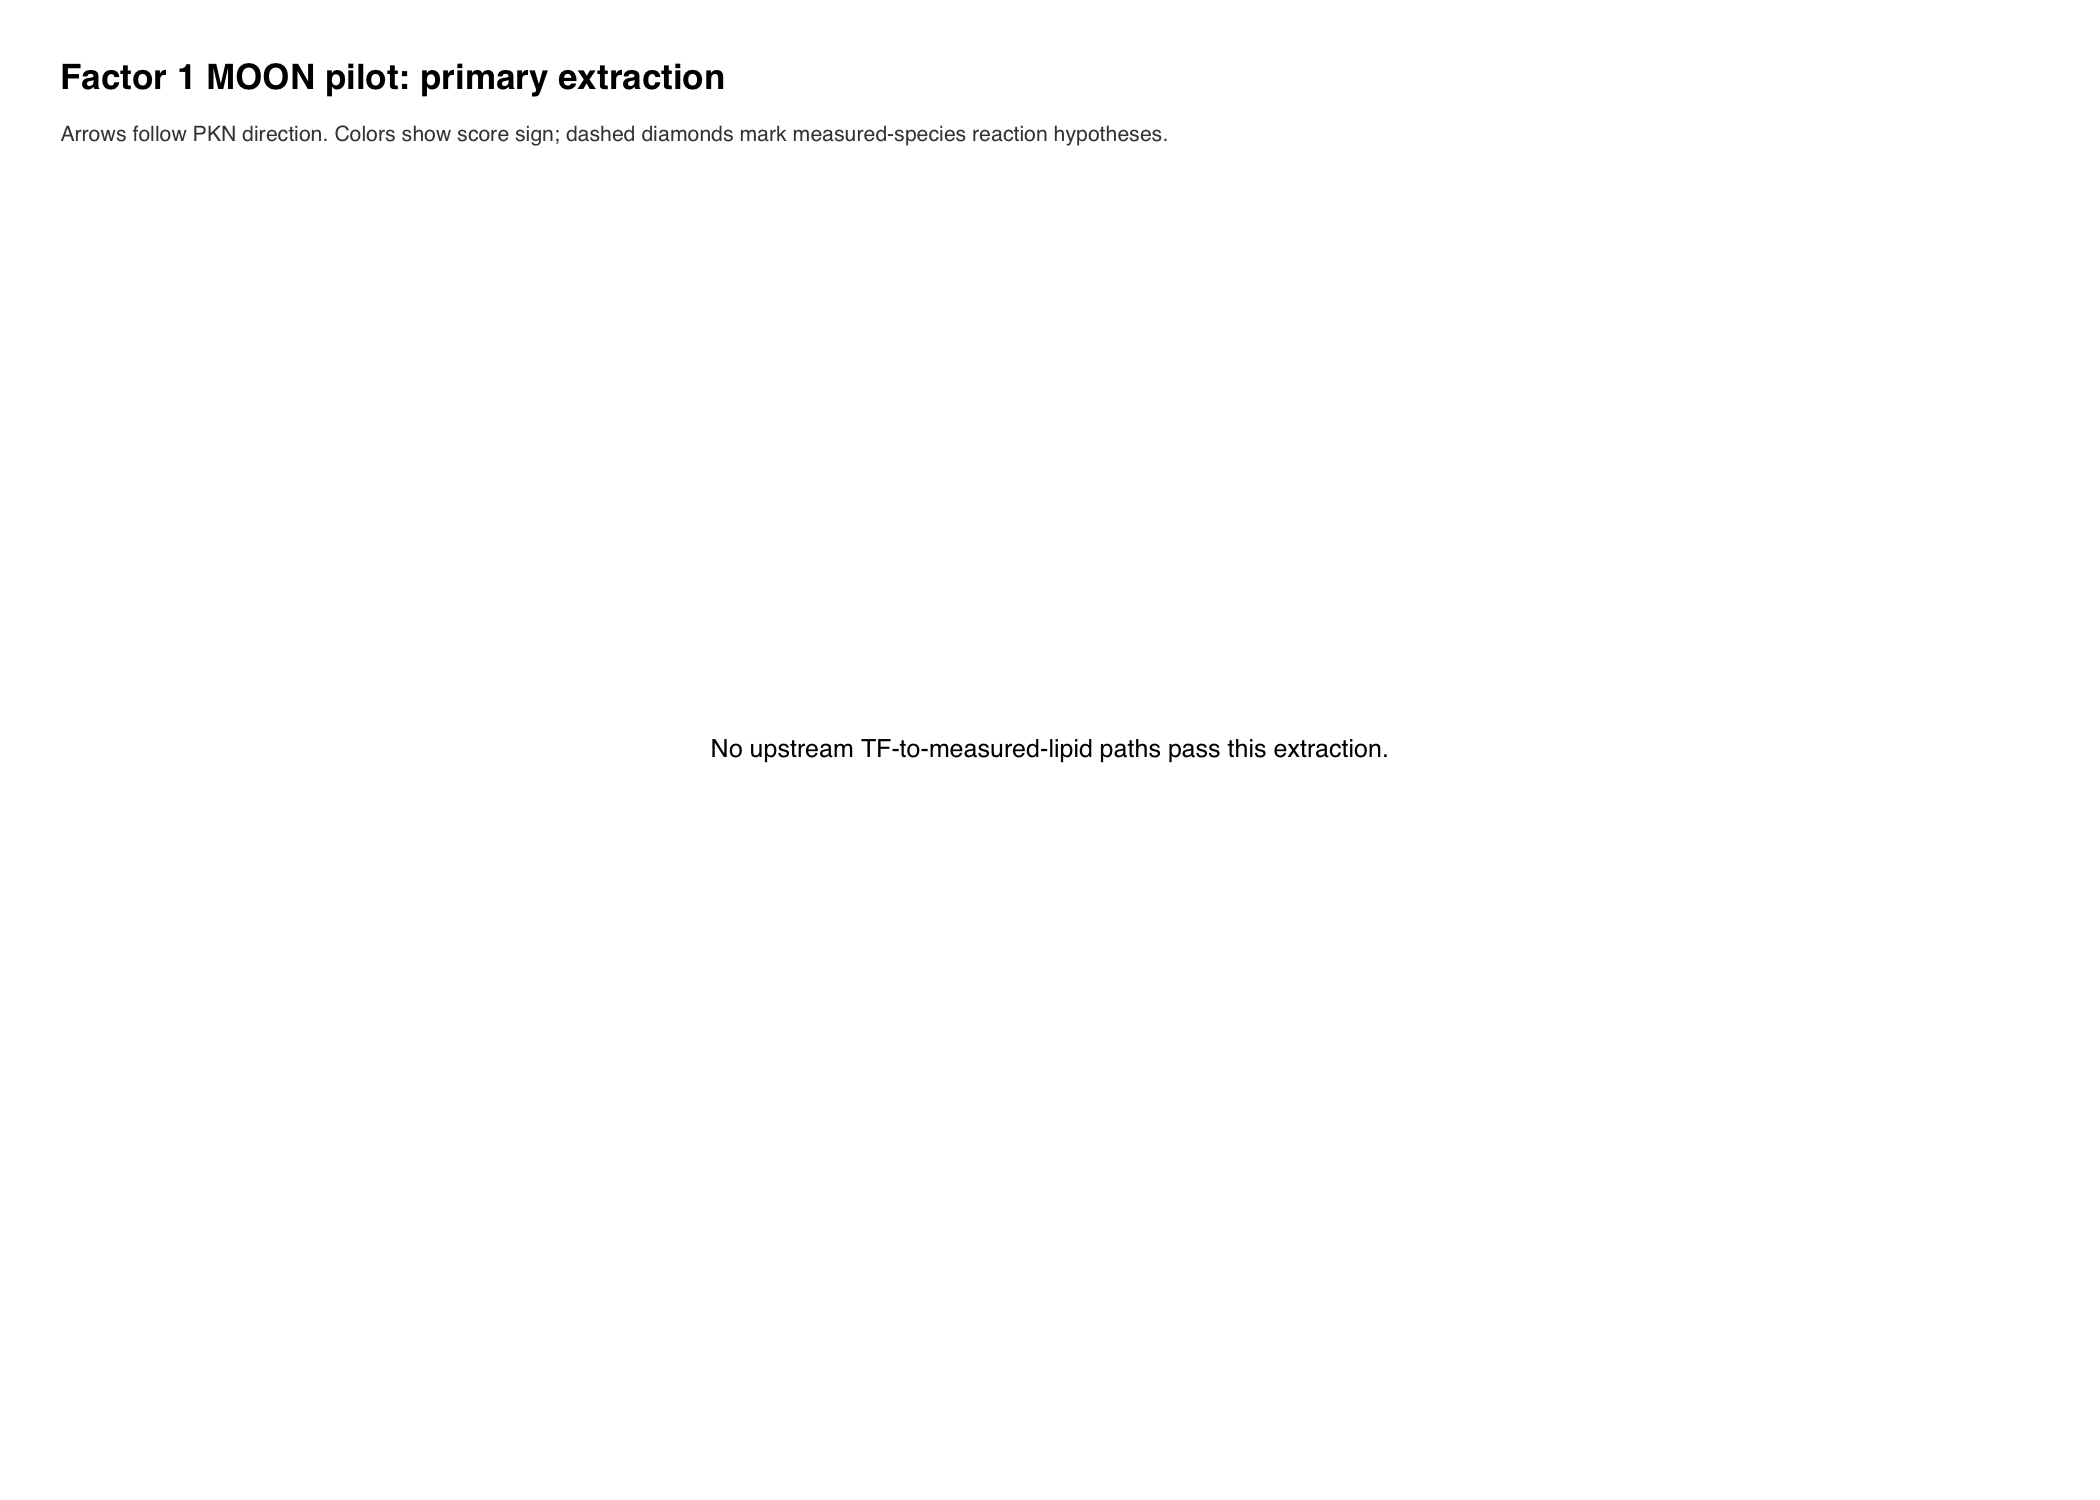 Factor 1 MOON pilot: primary extraction
Arrows follow PKN direction. Colors show score sign; dashed diamonds mark measured-species reaction hypotheses.
No upstream TF-to-measured-lipid paths pass this extraction.